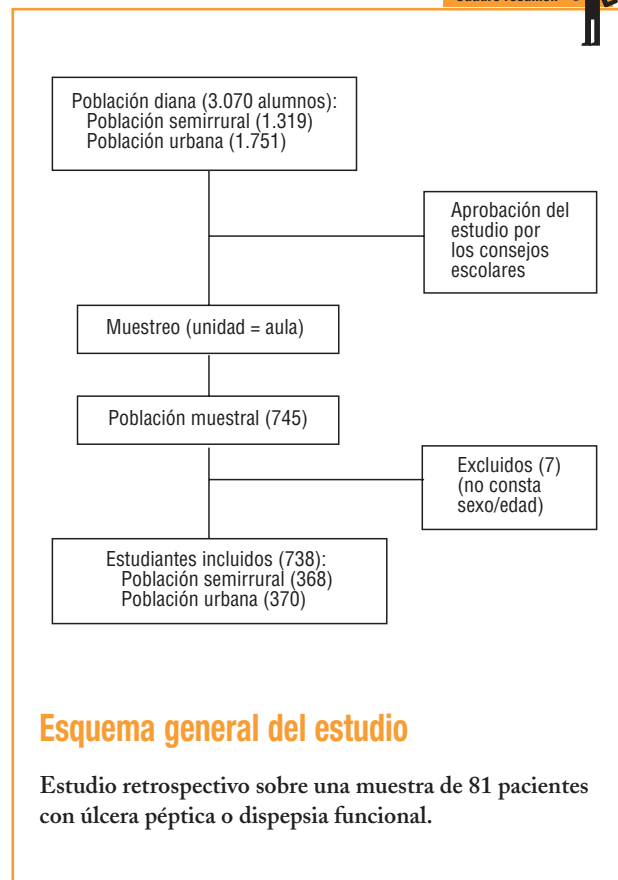 Población diana (3.070 alumnos):
Población semirrural (1.319)
Población urbana (1.751)
Aprobación del
estudio por
los consejos
escolares
Muestreo (unidad = aula)
Población muestral (745)
Excluidos (7)
(no consta
sexo/edad)
Estudiantes incluidos (738):
Población semirrural (368)
Población urbana (370)
Esquema general del estudio
Estudio retrospectivo sobre una muestra de 81 pacientes
con úlcera péptica o dispepsia funcional.